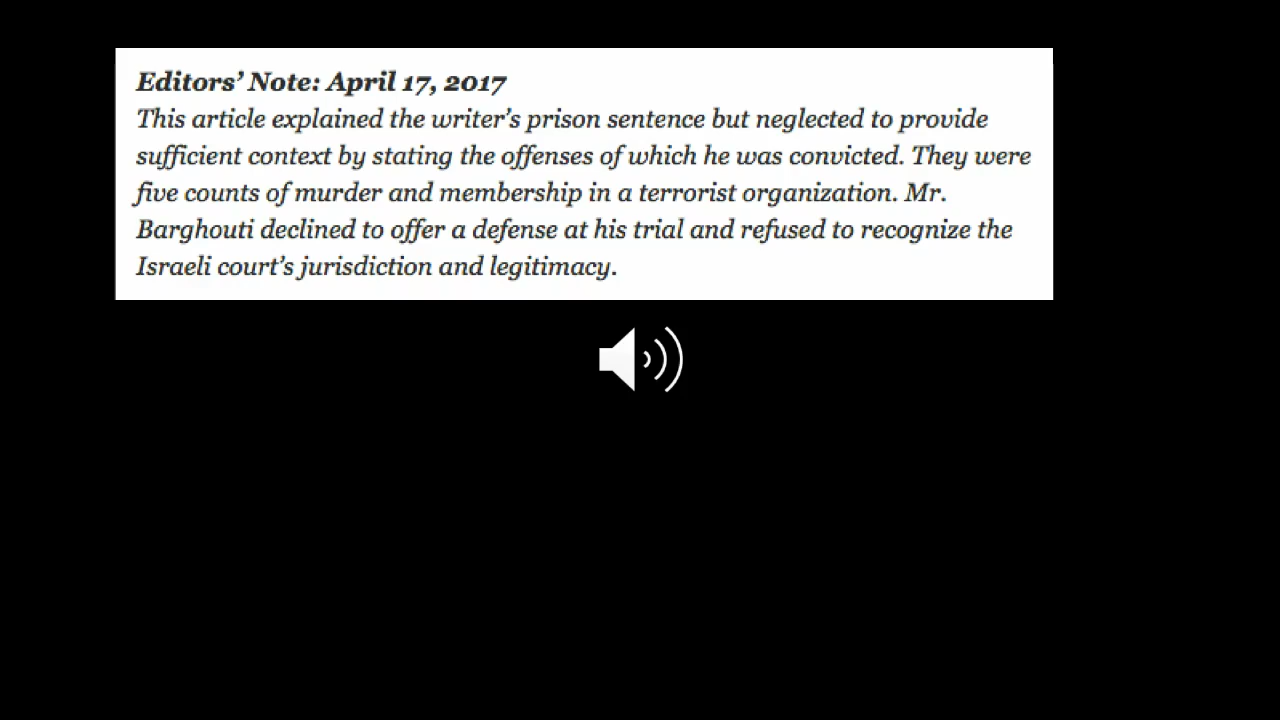 Editors’ Note: April 17, 2017
This article explained the writer’s prison sentence but neglected to provide
sufficient context by stating the offenses of which he was convicted. They were
five counts of murder and membership in a terrorist organization. Mr.
Barghouti declined to offer a defense at his trial and refused to recognize the
Israeli court’s jurisdiction and legitimacy.